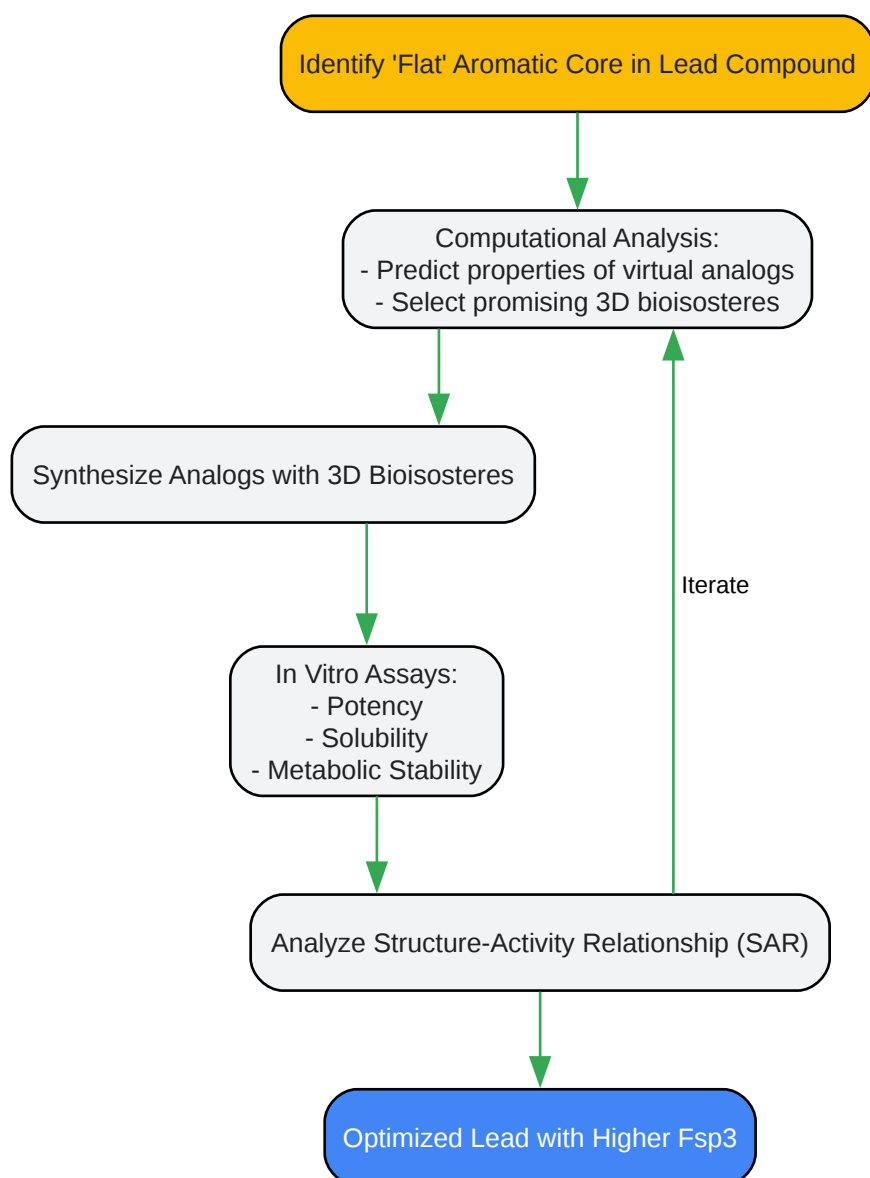 Identify 'Flat' Aromatic Core in Lead Compound
Computational Analysis:
- Predict properties of virtual analogs
- Select promising 3D bioisosteres
Synthesize Analogs with 3D Bioisosteres
Iterate
In Vitro Assays:
- Potency
- Solubility
- Metabolic Stability
Analyze Structure-Activity Relationship (SAR)
Optimized Lead with Higher Fsp3